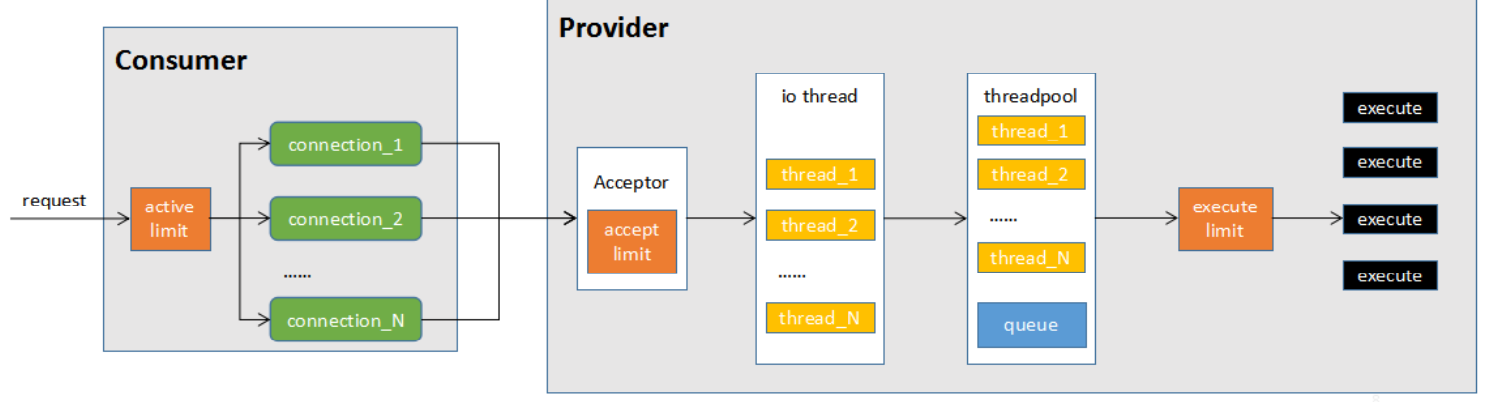 Consumer
request
active
limit
connection_1
connection_2
......
connection_N
Provider
Acceptor
accept
limit
io thread
thread_1
thread_2
......
thread_N
threadpool
thread_1
thread_2
......
thread_N
queue
execute
limit
execute
execute
execute
execute